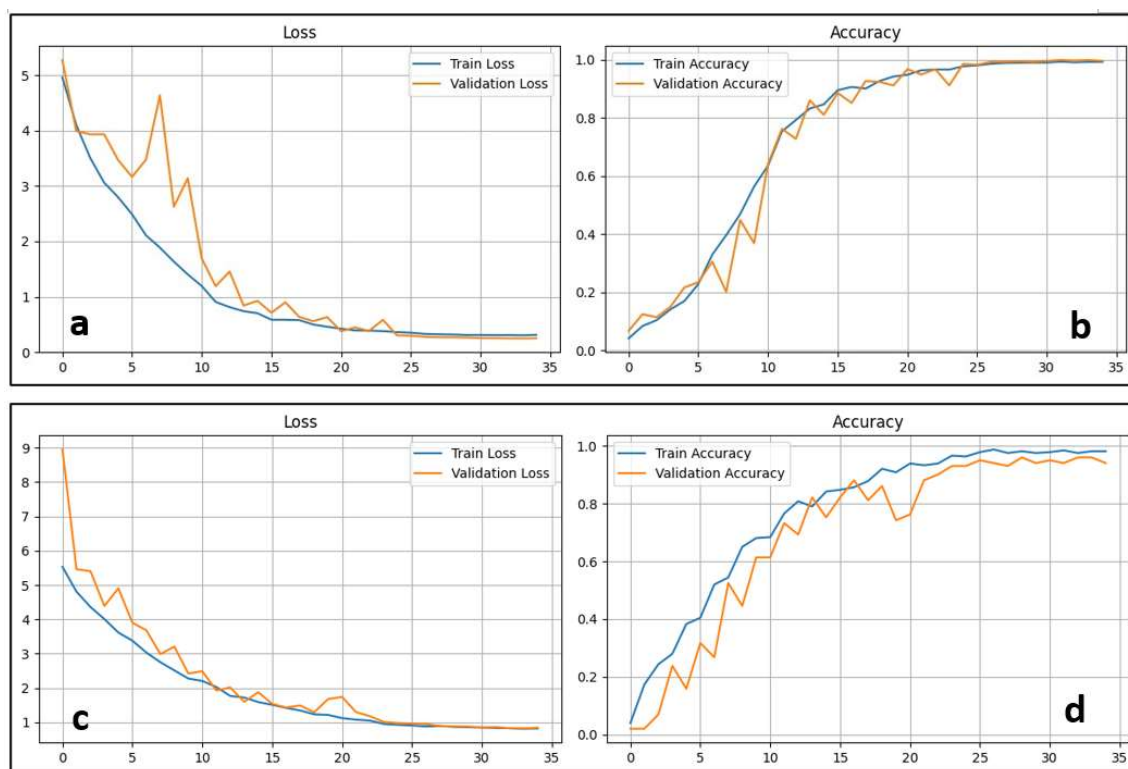 Loss
Train Loss
Validation Loss
5
4
3
2
1
0
0 5 10 15 20 25 30 35
a
Accuracy
Train Accuracy
Validation Accuracy
1.0
0.8
0.6
0.4
0.2
0.0
0 5 10 15 20 25 30 35
b
Loss
Train Loss
Validation Loss
9
8
7
6
5
4
3
2
1
0 5 10 15 20 25 30 35
c
Accuracy
Train Accuracy
Validation Accuracy
1.0
0.8
0.6
0.4
0.2
0.0
0 5 10 15 20 25 30 35
d